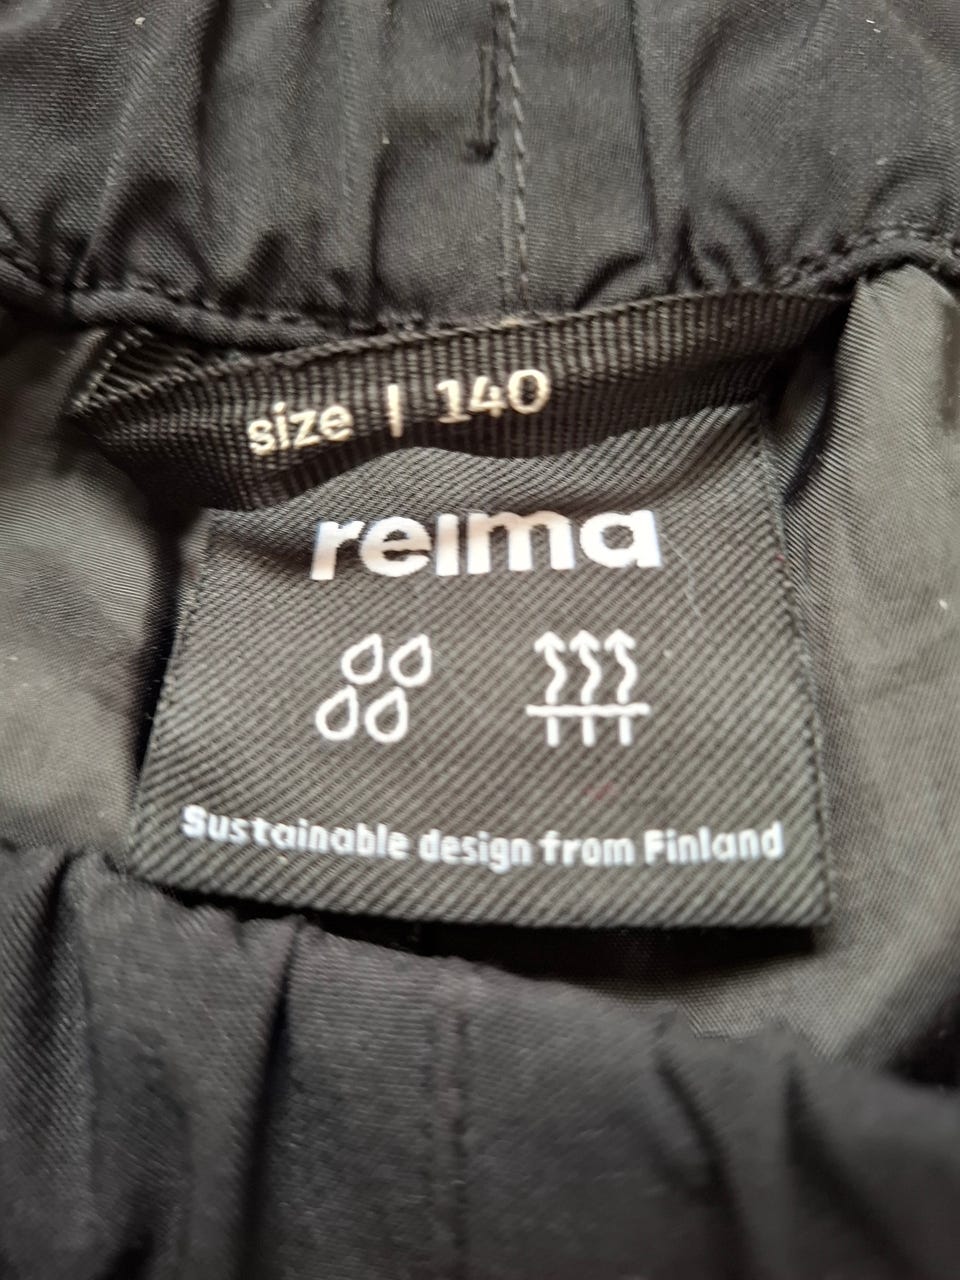 size | 140
reima
Sustainable design from Finland